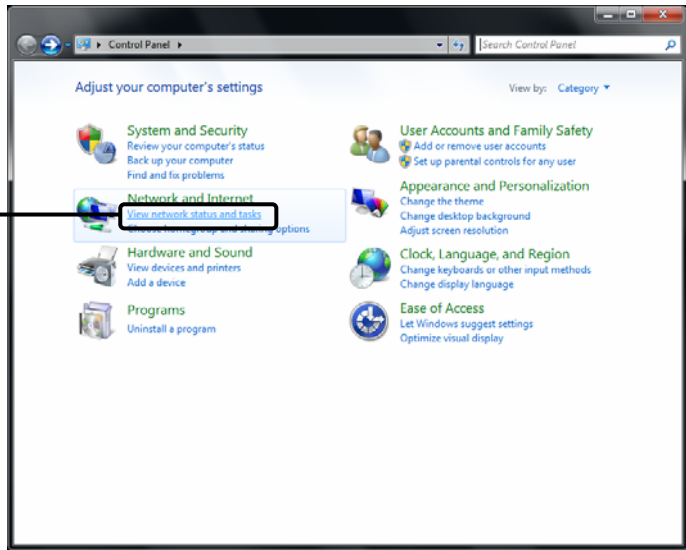 Control Panel
Search Control Panel
Adjust your computer's settings
View by: Category
System and Security
Review your computer's status
Back up your computer
Find and fix problems
Network and Internet
View network status and tasks
Choose homegroup and sharing options
Hardware and Sound
View devices and printers
Add a device
Programs
Uninstall a program
User Accounts and Family Safety
Add or remove user accounts
Set up parental controls for any user
Appearance and Personalization
Change the theme
Change desktop background
Adjust screen resolution
Clock, Language, and Region
Change keyboards or other input methods
Change display language
Ease of Access
Let Windows suggest settings
Optimize visual display